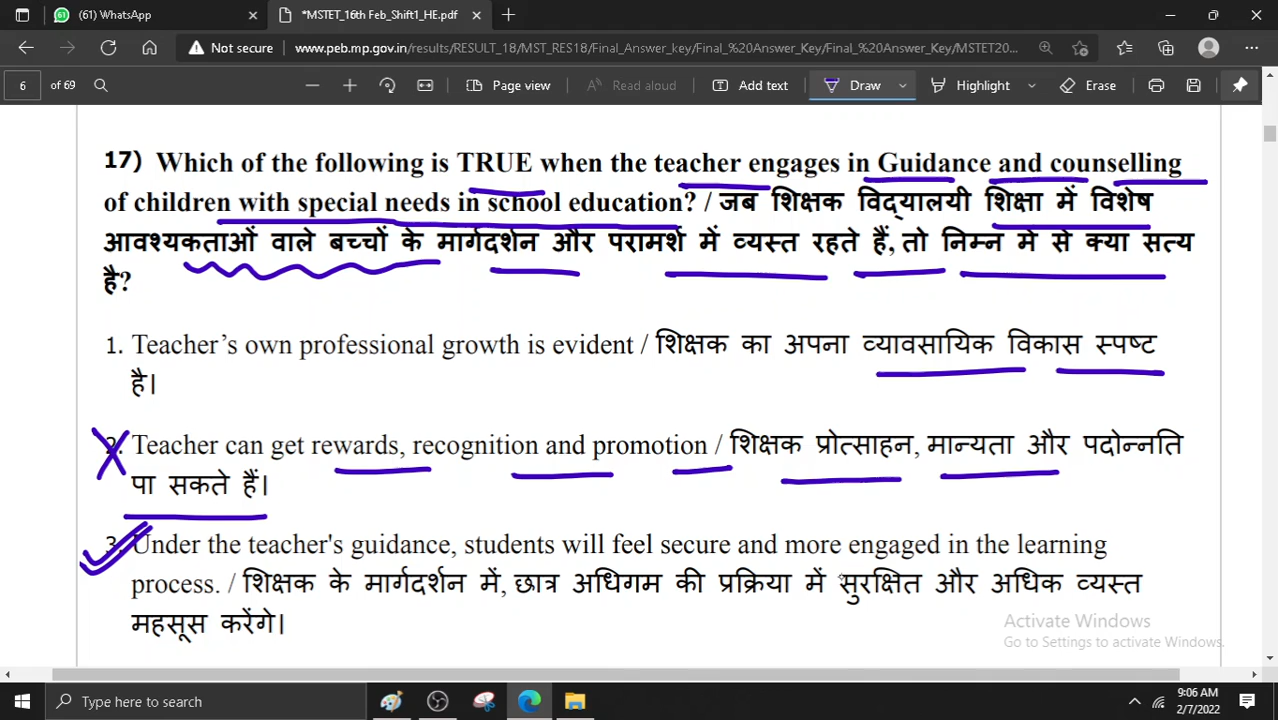 (61) WhatsApp
*MSTET_16th Feb_Shift1_HE.pdf
Not secure
www.peb.mp.gov.in/results/RESULT_18/MST_RES18/Final_Answer_key/Final_%20Answer_Key/Final_%20Answer_Key/MSTET20...
6 of 69
Page view
Read aloud
Add text
Draw
Highlight
Erase
17) Which of the following is TRUE when the teacher engages in Guidance and counselling
of children with special needs in school education? / जब शिक्षक विद्यालयी शिक्षा में विशेष
आवश्यकताओं वाले बच्चों के मार्गदर्शन और परामर्श में व्यस्त रहते हैं, तो निम्न में से क्या सत्य
है?
1. Teacher's own professional growth is evident / शिक्षक का अपना व्यावसायिक विकास स्पष्ट
है।
2. Teacher can get rewards, recognition and promotion / शिक्षक प्रोत्साहन, मान्यता और पदोन्नति
पा सकते हैं।
3. Under the teacher's guidance, students will feel secure and more engaged in the learning
process. / शिक्षक के मार्गदर्शन में, छात्र अधिगम की प्रक्रिया में सुरक्षित और अधिक व्यस्त
महसूस करेंगे।
Activate Windows
Go to Settings to activate Windows.
Type here to search
9:06 AM
2/7/2022